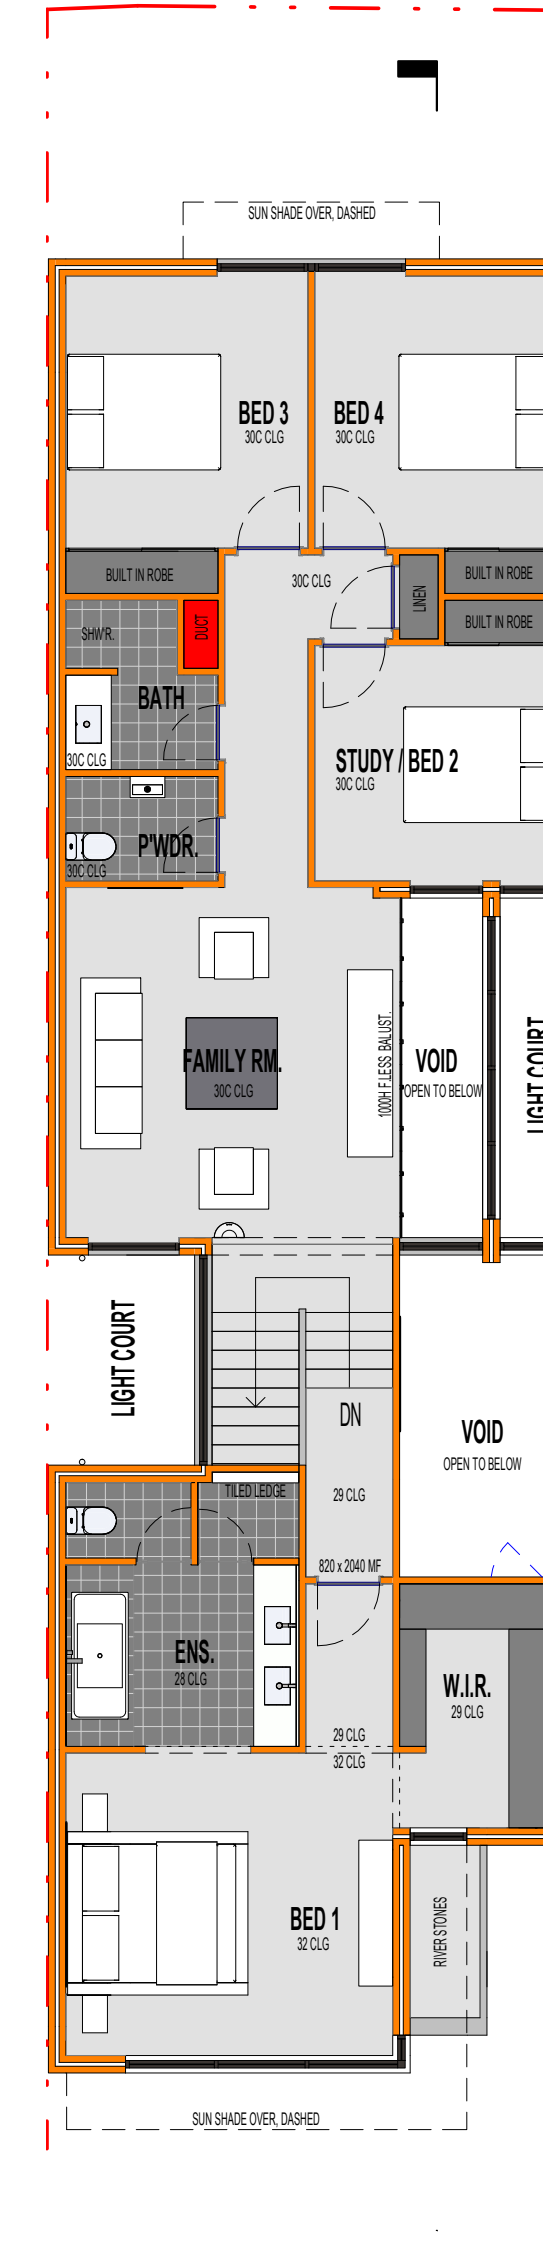 SUN SHADE OVER, DASHED
BED 3
30C CLG
BED 4
30C CLG
BUILT IN ROBE
30C CLG
LINEN
BUILT IN ROBE
BUILT IN ROBE
SHW'R.
DUCT
BATH
30C CLG
STUDY / BED 2
30C CLG
P'WDR.
30C CLG
FAMILY RM.
30C CLG
1000H F.LESS BALUST.
VOID
OPEN TO BELOW
LIGHT COURT
LIGHT COURT
DN
VOID
OPEN TO BELOW
TILED LEDGE
29 CLG
820 x 2040 MF
ENS.
28 CLG
W.I.R.
29 CLG
29 CLG
32 CLG
BED 1
32 CLG
RIVER STONES
SUN SHADE OVER, DASHED